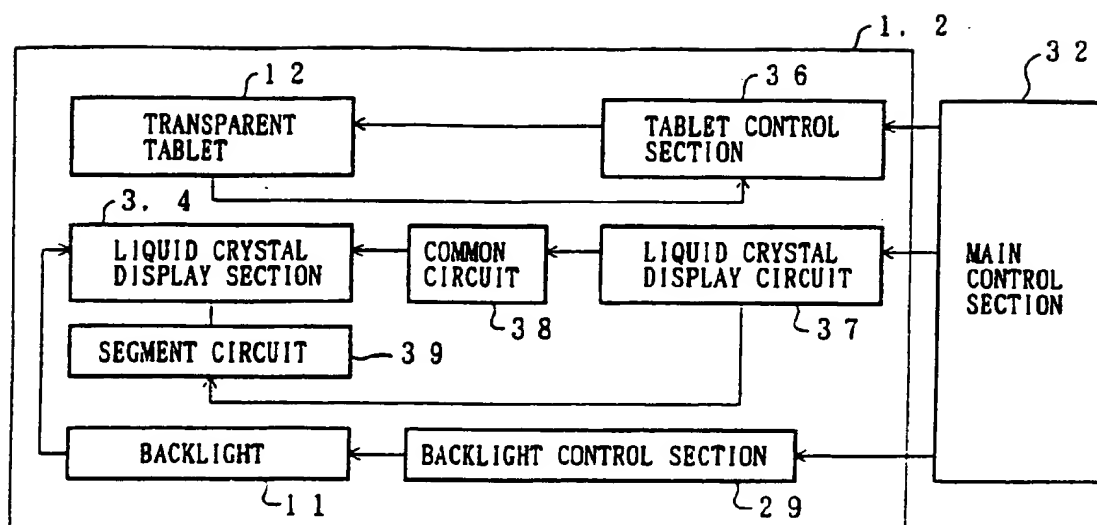 1. 2
3 2
1 2
3 6
TRANSPARENT
TABLET
TABLET CONTROL
SECTION
3. 4
LIQUID CRYSTAL
DISPLAY SECTION
COMMON
CIRCUIT
LIQUID CRYSTAL
DISPLAY CIRCUIT
MAIN
CONTROL
SECTION
3 8
3 7
SEGMENT CIRCUIT
3 9
BACKLIGHT
BACKLIGHT CONTROL SECTION
1 1
2 9